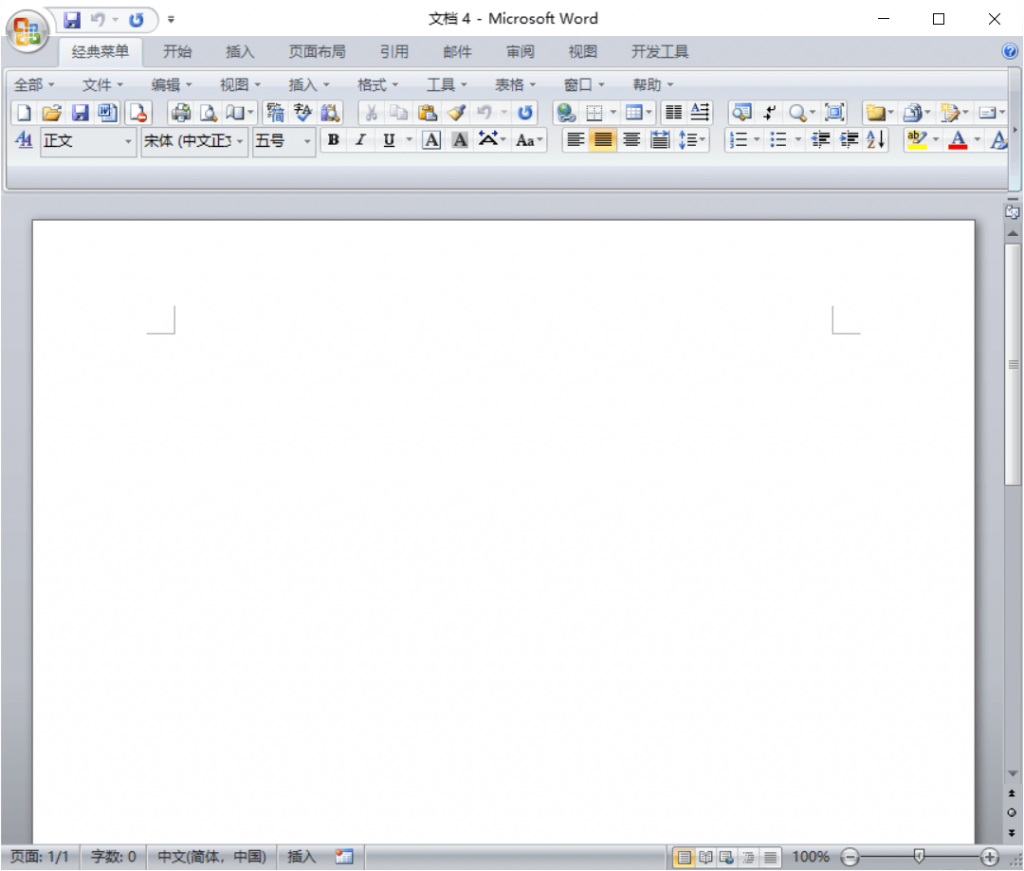 文档 4 - Microsoft Word
经典菜单 开始 插入 页面布局 引用 邮件 审阅 视图 开发工具
全部 文件 编辑 视图 插入 格式 工具 表格 窗口 帮助
正文 宋体 (中文正文 五号 B I U A A Aa
页面: 1/1 字数: 0 中文(简体，中国) 插入 100%